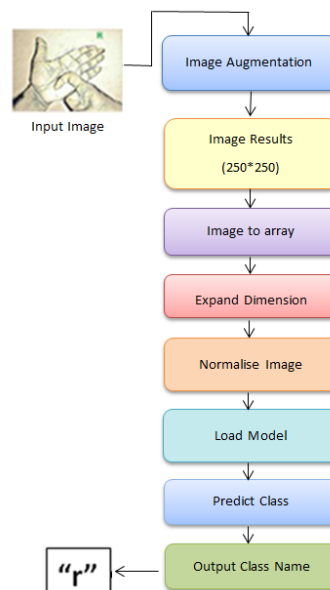 Image Augmentation
Input Image
Image Results
(250*250)
Image to array
Expand Dimension
Normalise Image
Load Model
Predict Class
Output Class Name
“r”